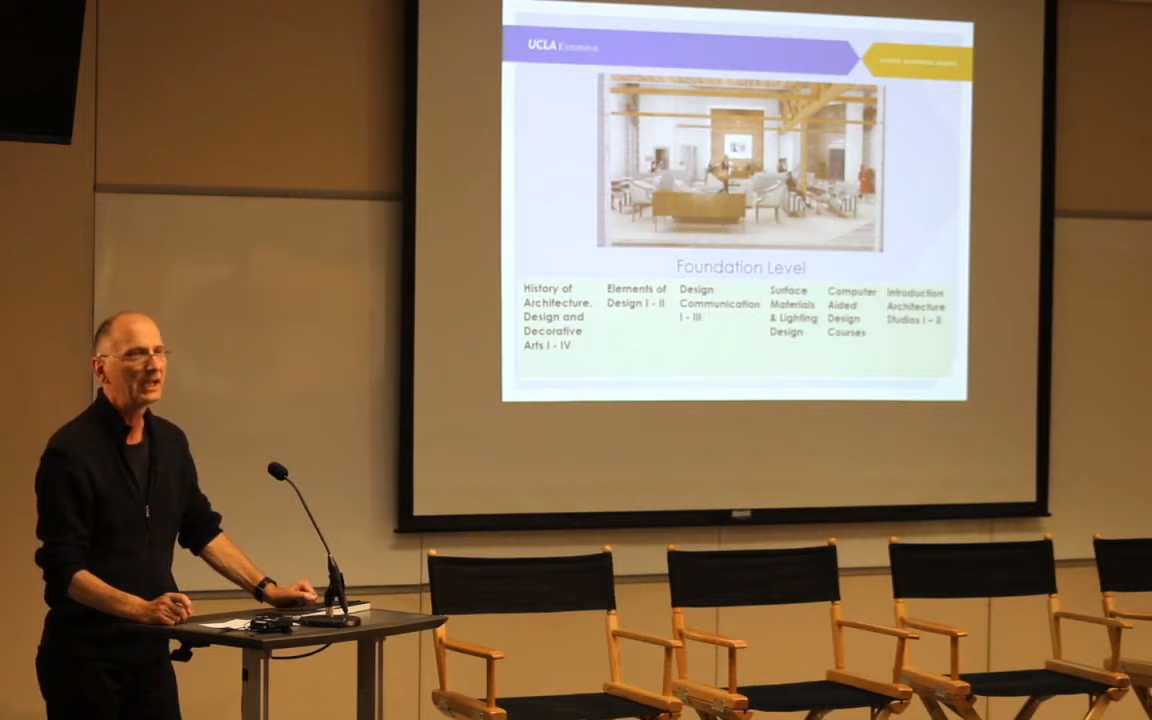 UCLA Extension
Foundation Level
History of
Architecture,
Design and
Decorative
Arts I - IV
Elements of
Design I - II
Design
Communication
I - III
Surface
Materials
& Lighting
Design
Computer
Aided
Design
Courses
Introduction
Architecture
Studios I – II